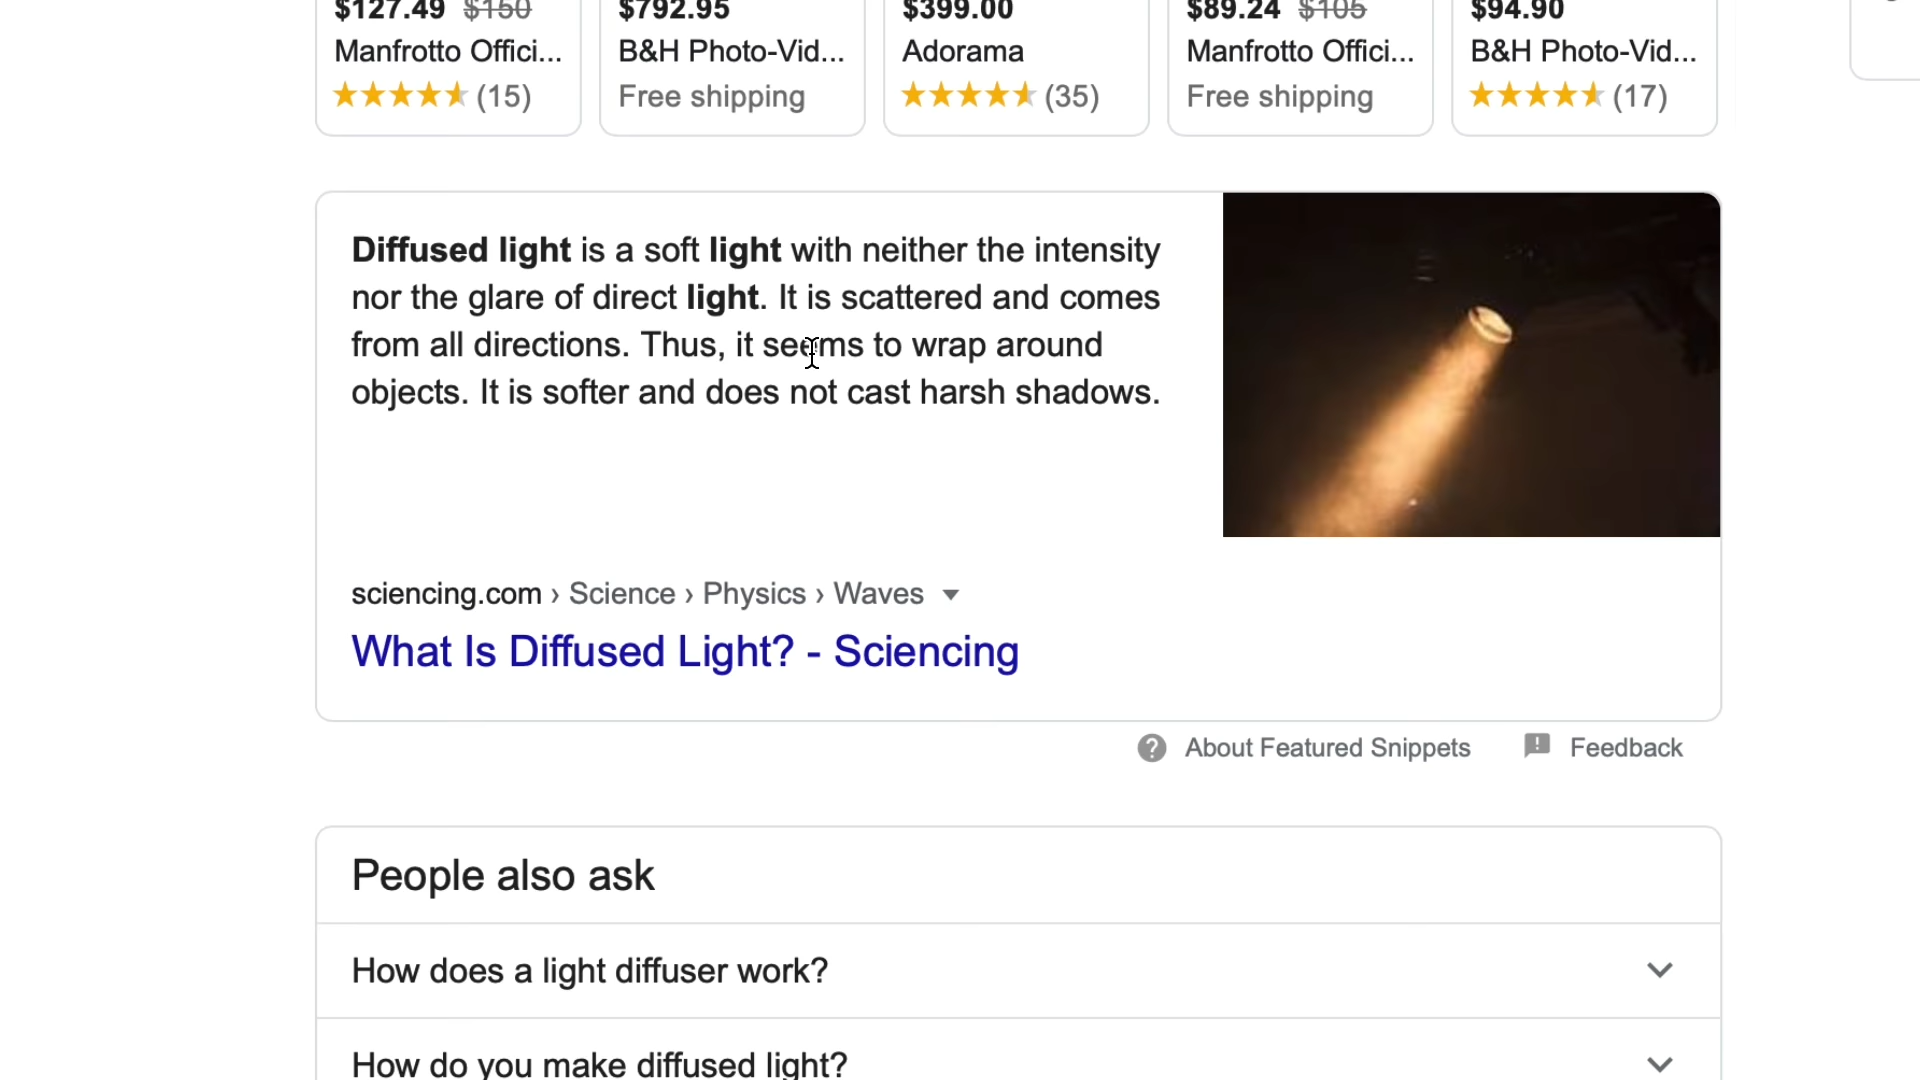 $127.49 $150
Manfrotto Offici...
(15)
$792.95
B&H Photo-Vid...
Free shipping
$399.00
Adorama
(35)
$89.24 $105
Manfrotto Offici...
Free shipping
$94.90
B&H Photo-Vid...
(17)
Diffused light is a soft light with neither the intensity
nor the glare of direct light. It is scattered and comes
from all directions. Thus, it seems to wrap around
objects. It is softer and does not cast harsh shadows.
sciencing.com › Science › Physics › Waves
What Is Diffused Light? - Sciencing
About Featured Snippets
Feedback
People also ask
How does a light diffuser work?
How do you make diffused light?